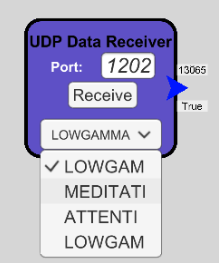 UDP Data Receiver
Port: 1202
13065
Receive
True
LOWGAMMA
LOWGAM
MEDITATI
ATTENTI
LOWGAM